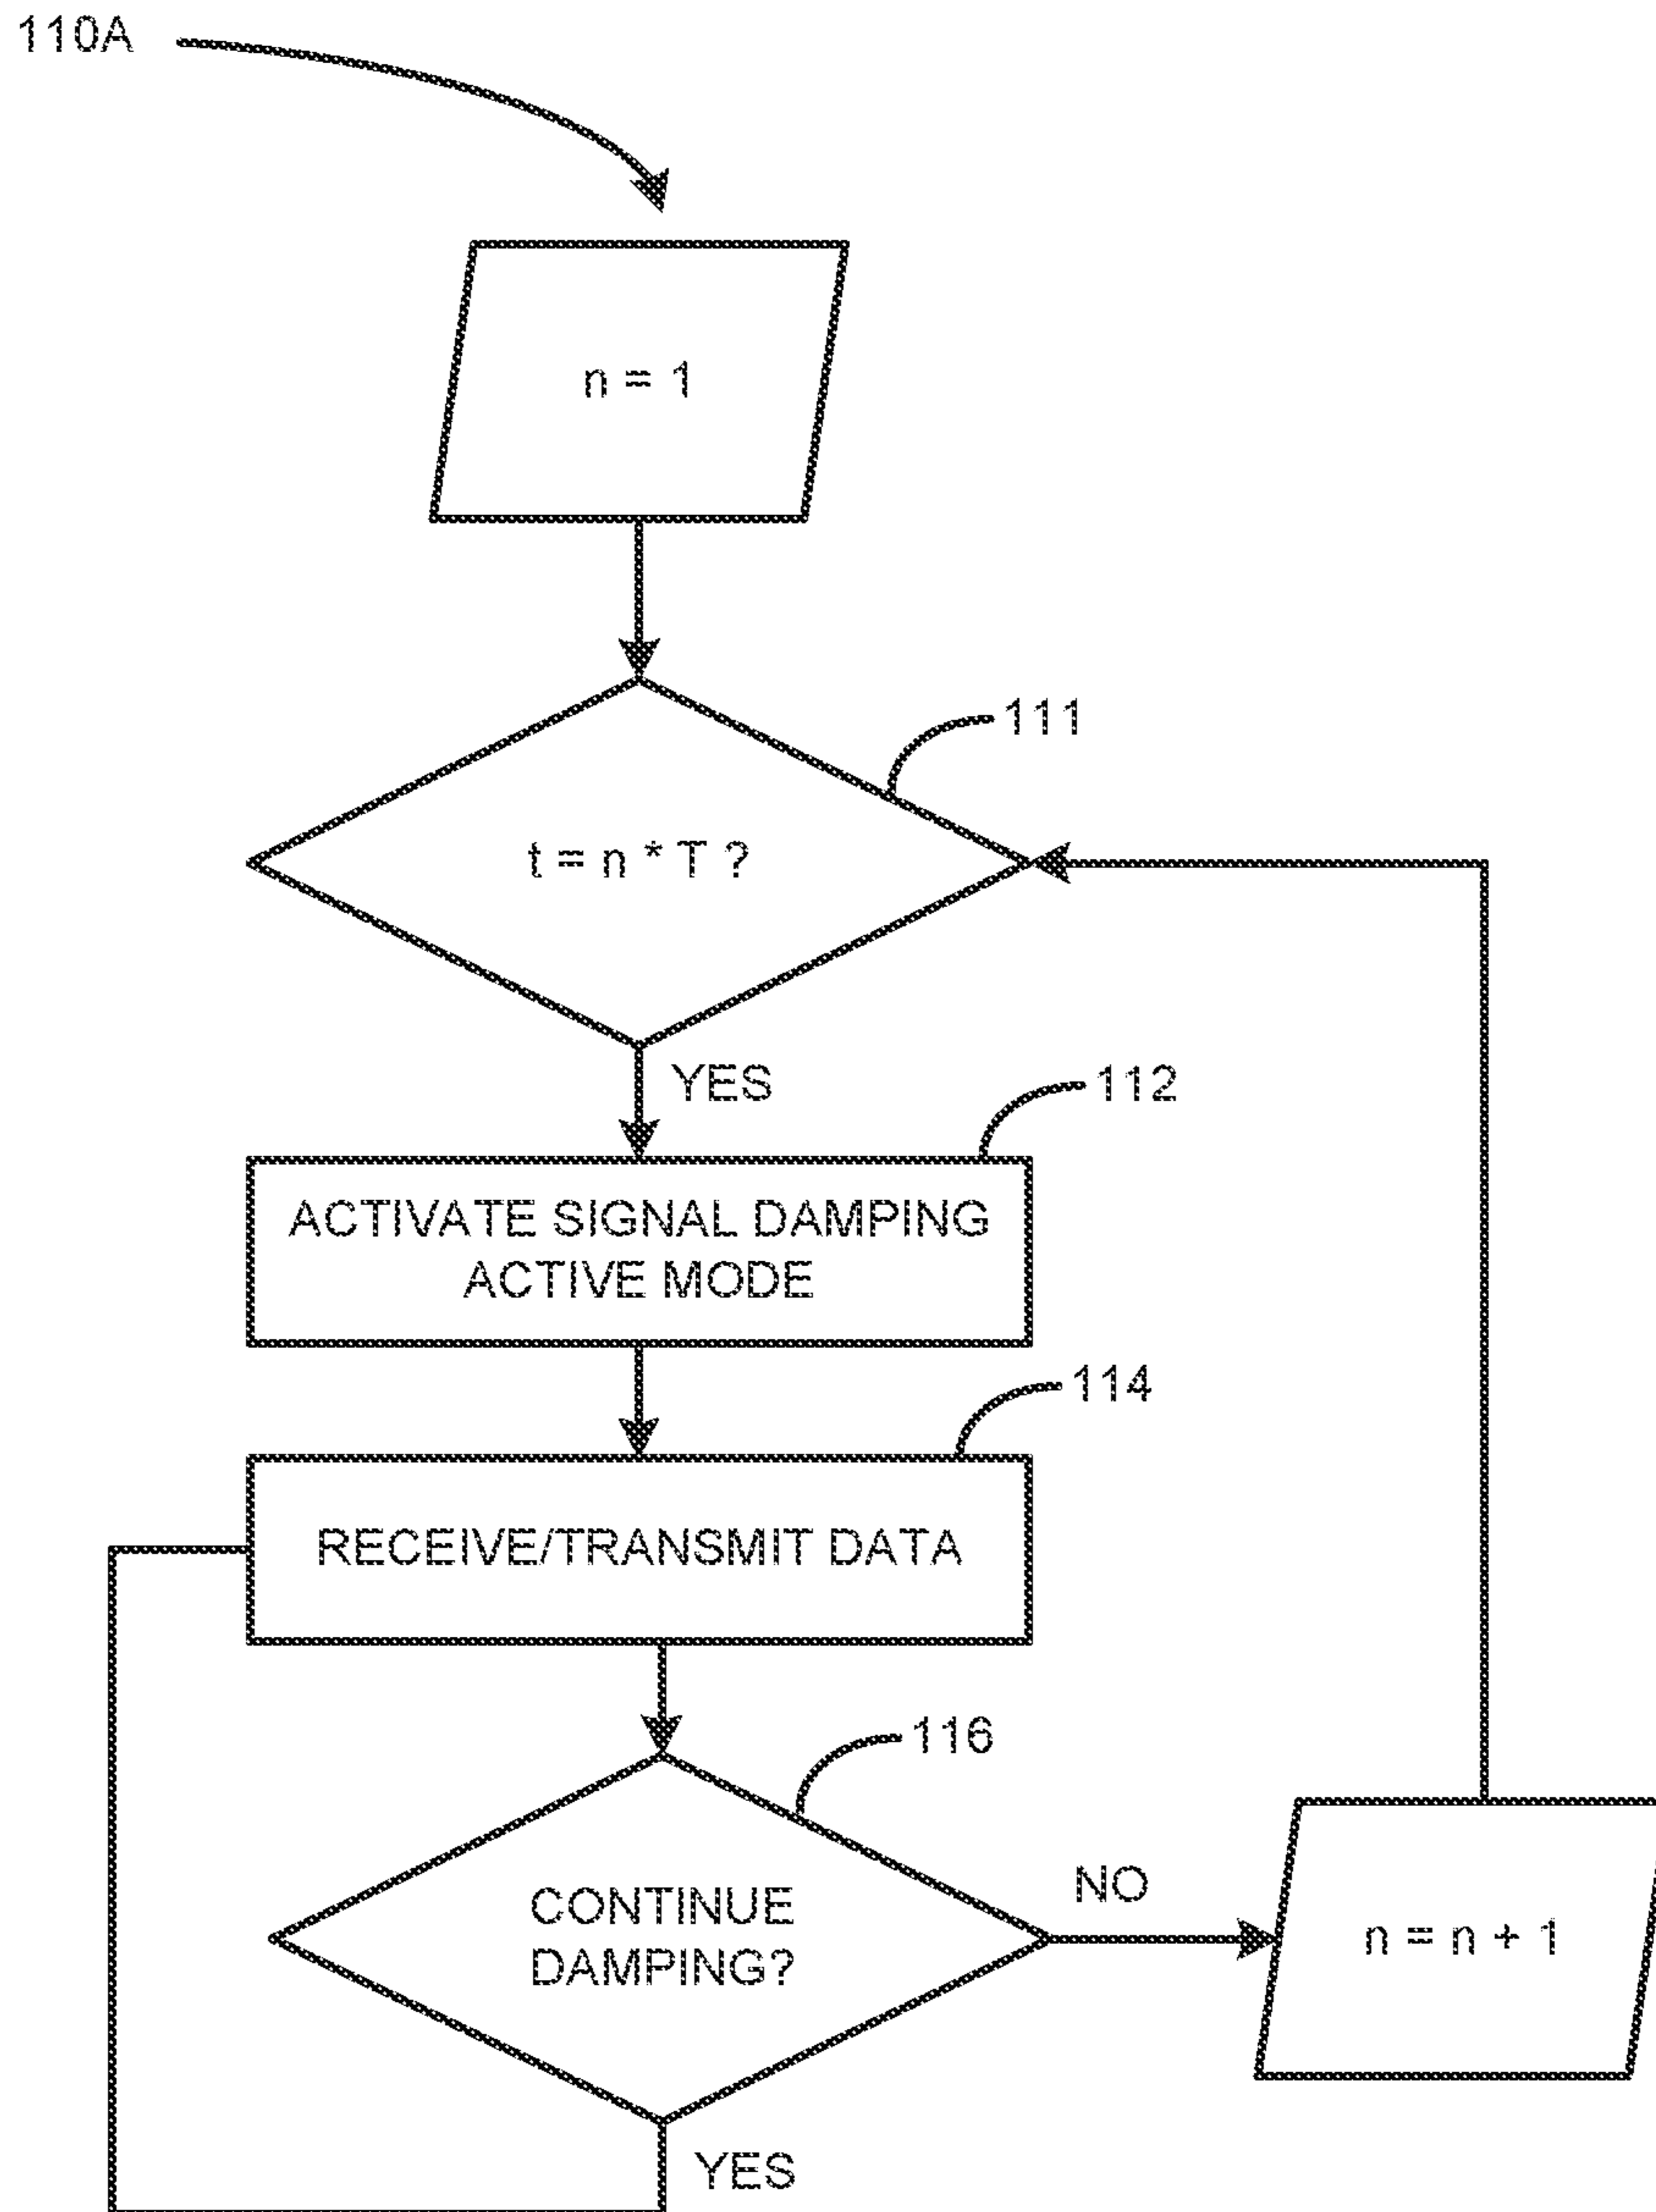 110A
n = 1
111
t = n * T ?
YES
112
ACTIVATE SIGNAL DAMPING
ACTIVE MODE
114
RECEIVE/TRANSMIT DATA
116
CONTINUE
DAMPING?
NO
n = n + 1
YES